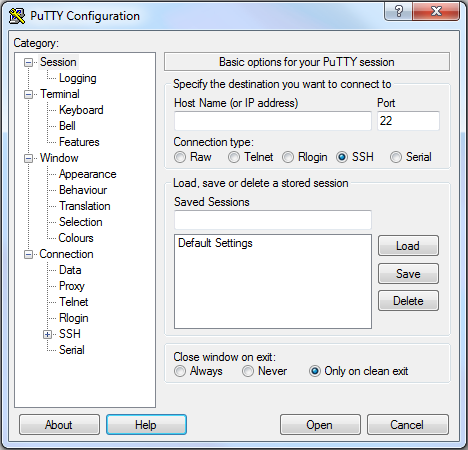 PuTTY Configuration
Category:
Session
Logging
Terminal
Keyboard
Bell
Features
Window
Appearance
Behaviour
Translation
Selection
Colours
Connection
Data
Proxy
Telnet
Rlogin
SSH
Serial
Basic options for your PuTTY session
Specify the destination you want to connect to
Host Name (or IP address) Port
22
Connection type:
Raw Telnet Rlogin SSH Serial
Load, save or delete a stored session
Saved Sessions
Default Settings
Load
Save
Delete
Close window on exit:
Always Never Only on clean exit
About Help Open Cancel